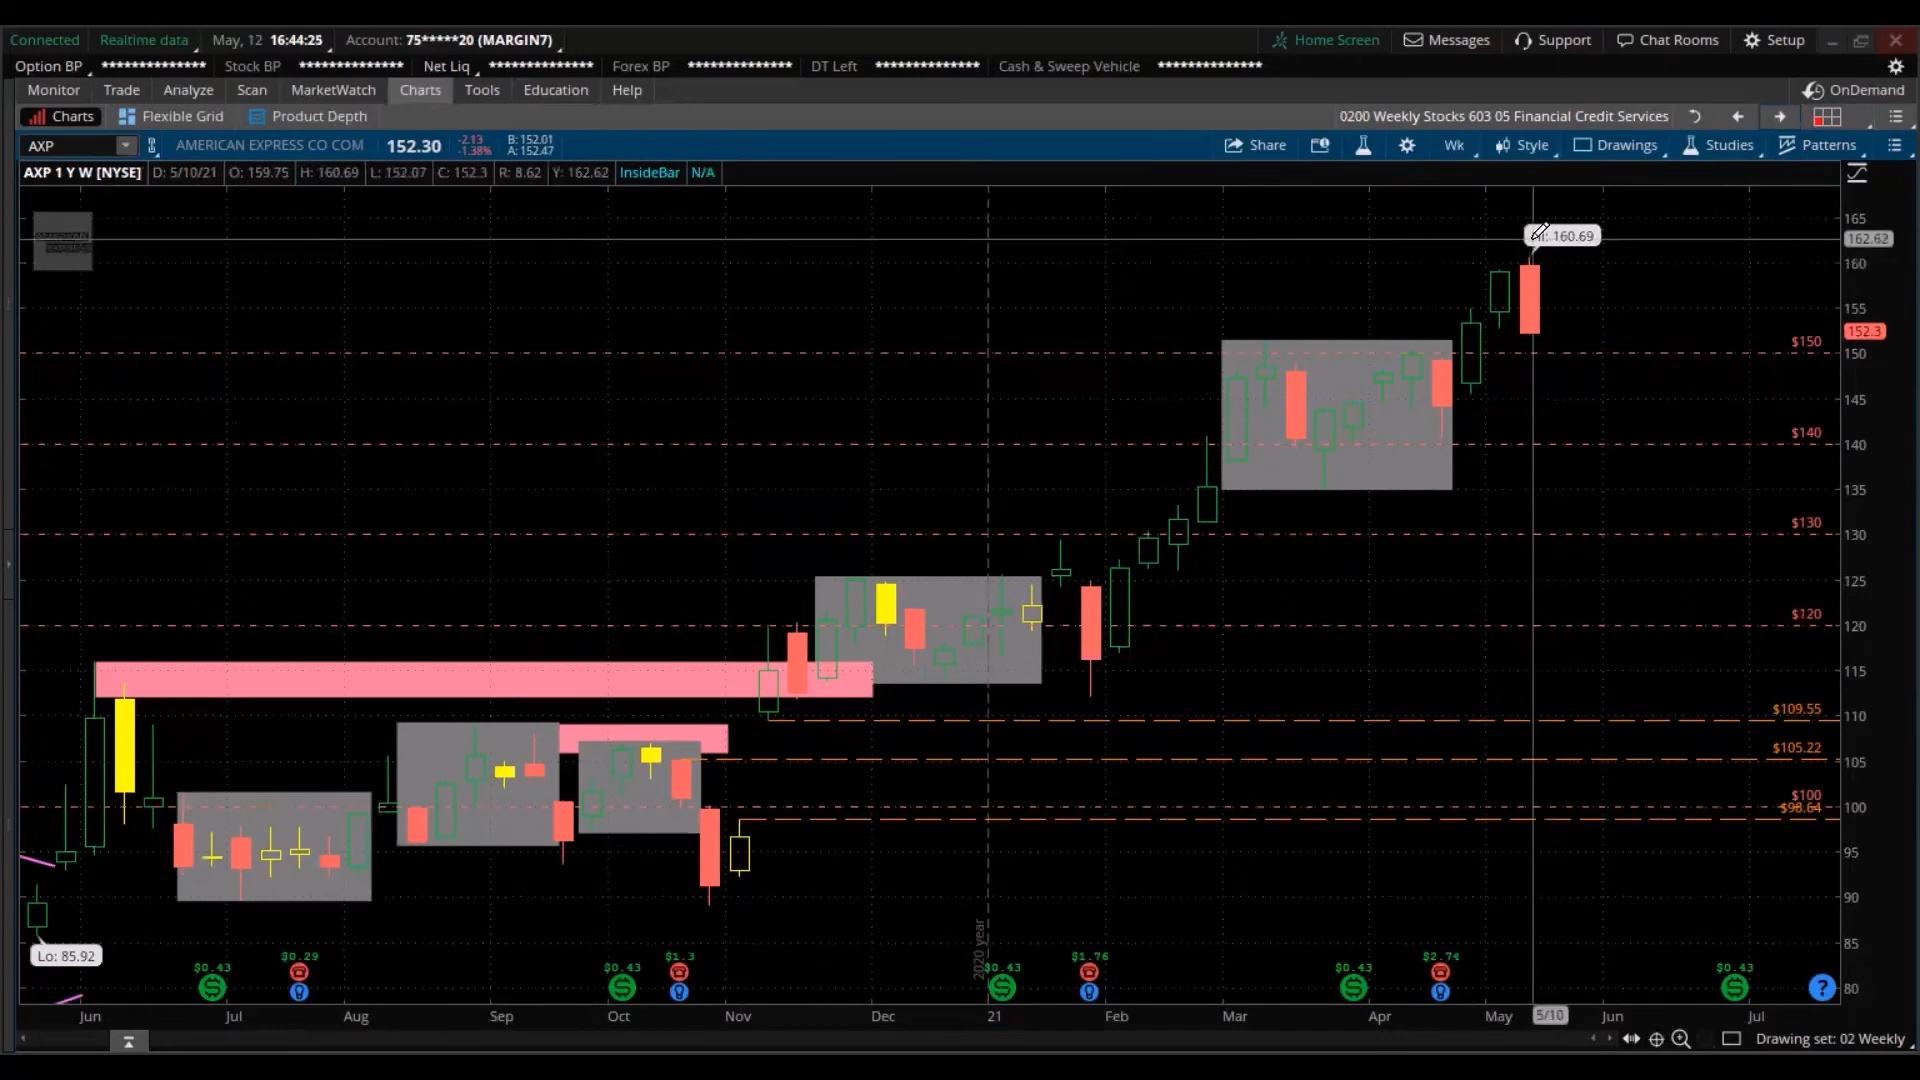 Connected Realtime data May, 12 16:44:25 Account: 75*****20 (MARGIN7) Home Screen Messages Support Chat Rooms Setup
Option BP ************** Stock BP ************** Net Liq ************** Forex BP ************** DT Left ************** Cash & Sweep Vehicle **************
Monitor Trade Analyze Scan MarketWatch Charts Tools Education Help OnDemand
Charts Flexible Grid Product Depth 0200 Weekly Stocks 603 05 Financial Credit Services
AXP AMERICAN EXPRESS CO COM 152.30 -2.13 -1.38% B: 152.01 A: 152.47 Share Wk Style Drawings Studies Patterns
AXP 1 Y W [NYSE] D: 5/10/21 O: 159.75 H: 160.69 L: 152.07 C: 152.3 R: 8.62 Y: 162.62 InsideBar N/A
165
: 160.69
162.62
160
155
152.3
$150
150
145
$140
140
135
$130
130
125
$120
120
115
$109.55
110
$105.22
105
$100
100
$98.64
95
90
85
Lo: 85.92
2020 year
$0.29 $1.3 $1.76 $2.74
$0.43 $0.43 $0.43 $0.43 $0.43
80
Jun Jul Aug Sep Oct Nov Dec 21 Feb Mar Apr May 5/10 Jun Jul
Drawing set: 02 Weekly